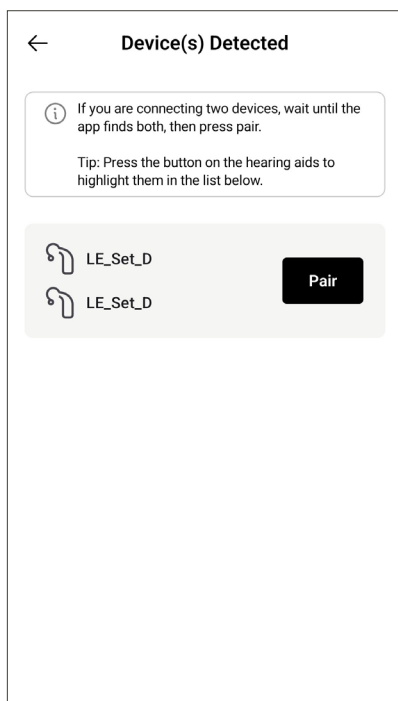 Device(s) Detected
If you are connecting two devices, wait until the
app finds both, then press pair.
Tip: Press the button on the hearing aids to
highlight them in the list below.
LE_Set_D
Pair
LE_Set_D